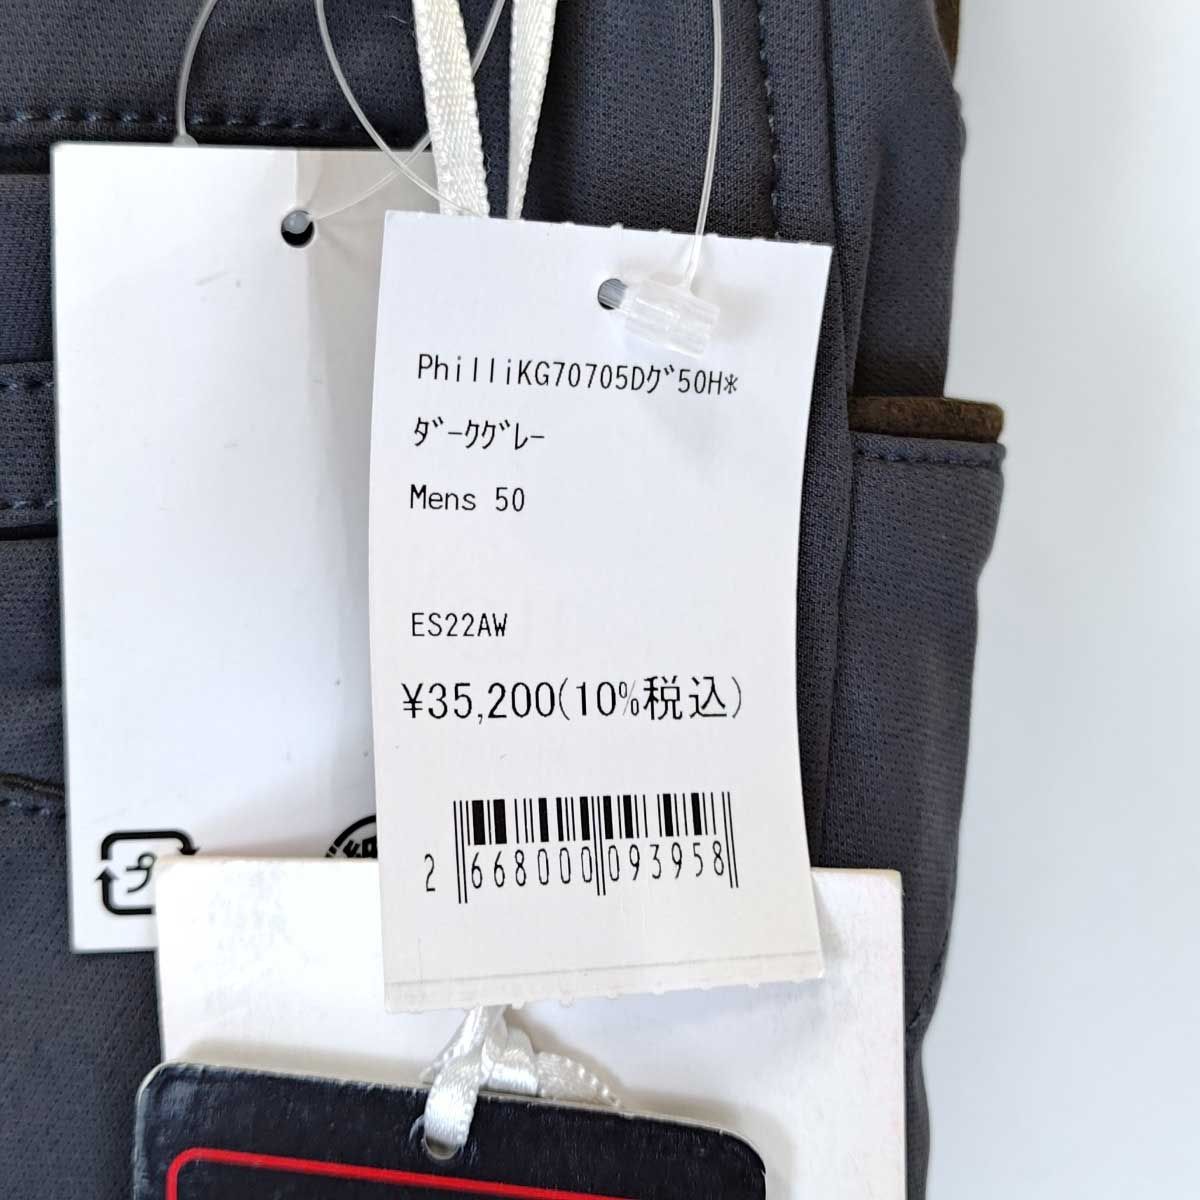 PhilliKG70705Dｸﾞ50H*
ﾀﾞｰｸｸﾞﾚｰ
Mens 50
ES22AW
¥35,200(10%税込)
2 668000 093958
プ